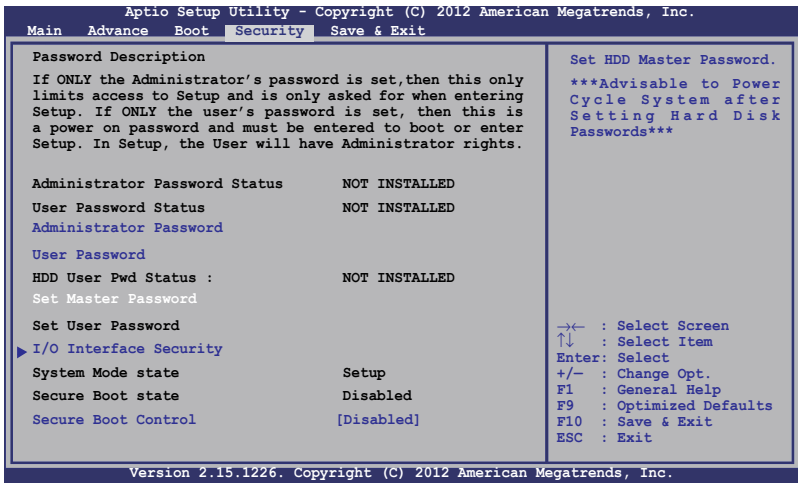 Aptio Setup Utility - Copyright (C) 2012 American Megatrends, Inc.
Main Advance Boot Security Save & Exit
Password Description
If ONLY the Administrator's password is set,then this only
limits access to Setup and is only asked for when entering
Setup. If ONLY the user's password is set, then this is
a power on password and must be entered to boot or enter
Setup. In Setup, the User will have Administrator rights.
Administrator Password Status NOT INSTALLED
User Password Status NOT INSTALLED
Administrator Password
User Password
HDD User Pwd Status : NOT INSTALLED
Set Master Password
Set User Password
I/O Interface Security
System Mode state Setup
Secure Boot state Disabled
Secure Boot Control [Disabled]
Set HDD Master Password.
***Advisable to Power
Cycle System after
Setting Hard Disk
Passwords***
→← : Select Screen
↑↓ : Select Item
Enter: Select
+/— : Change Opt.
F1 : General Help
F9 : Optimized Defaults
F10 : Save & Exit
ESC : Exit
Version 2.15.1226. Copyright (C) 2012 American Megatrends, Inc.